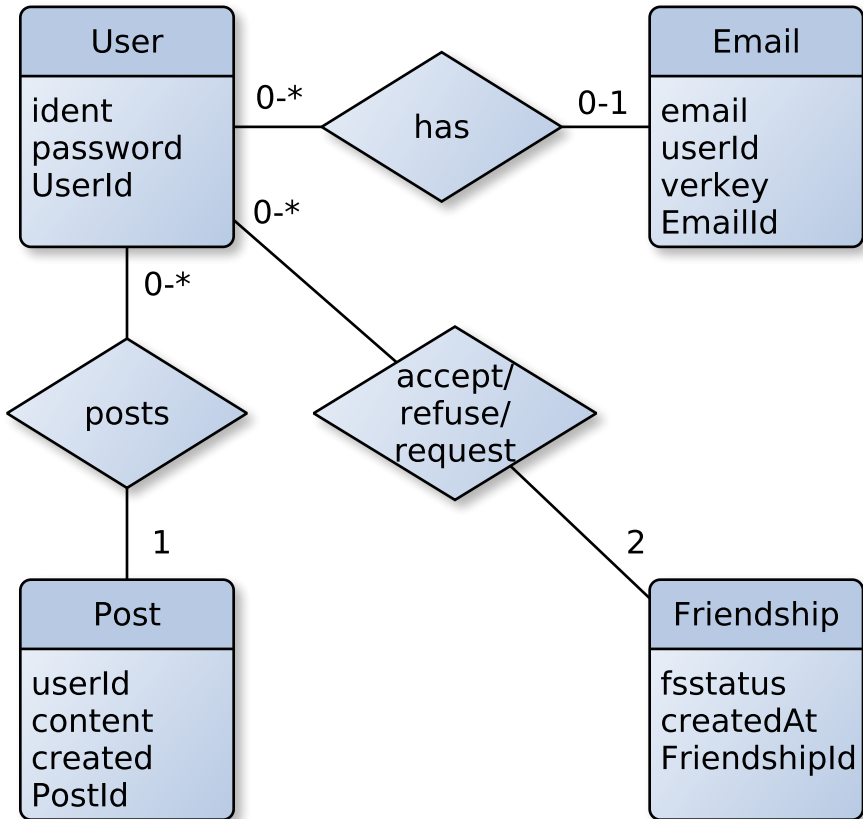 User
ident
password
UserId
0-*
has
0-1
Email
email
userId
verkey
EmailId
0-*
0-*
posts
accept/
refuse/
request
1
2
Post
userId
content
created
PostId
Friendship
fsstatus
createdAt
FriendshipId